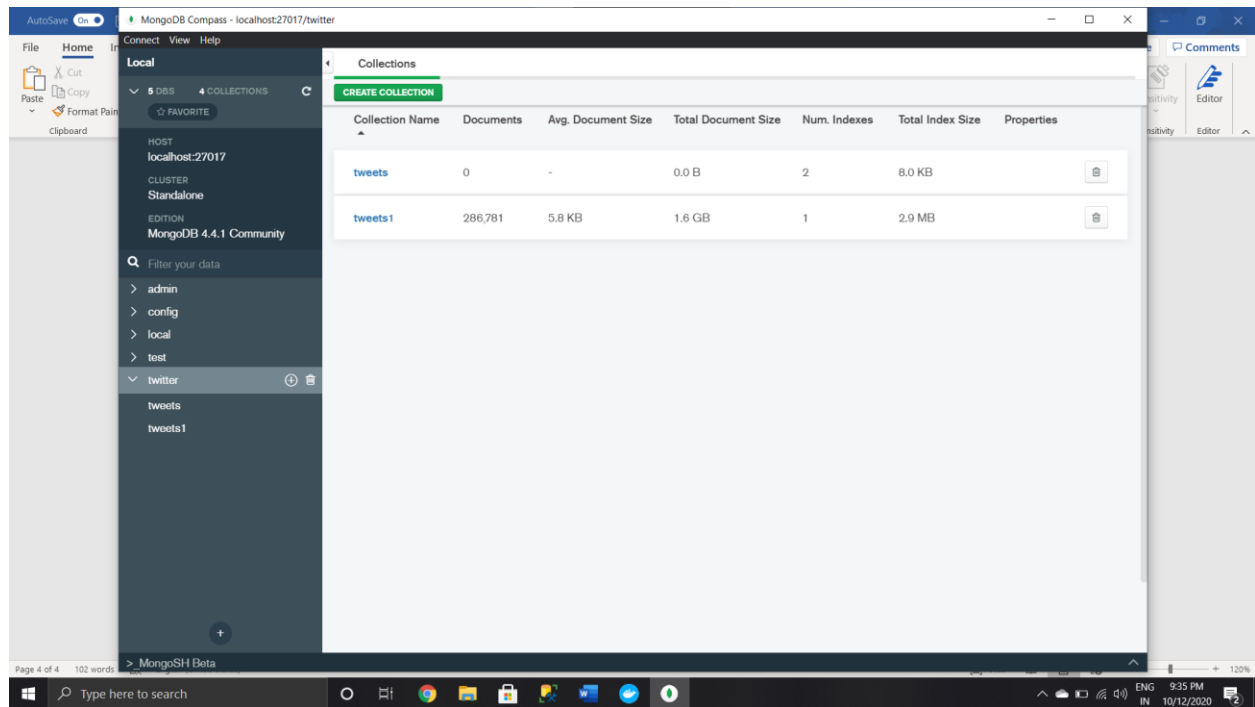 AutoSave On
MongoDB Compass - localhost:27017/twitter
File Home
Connect View Help
Comments
Cut
Copy
Paste
Format Pain
Clipboard
Local
5 DBS 4 COLLECTIONS
FAVORITE
HOST
localhost:27017
CLUSTER
Standalone
EDITION
MongoDB 4.4.1 Community
Filter your data
admin
config
local
test
twitter
tweets
tweets1
Collections
CREATE COLLECTION
Collection Name Documents Avg. Document Size Total Document Size Num. Indexes Total Index Size Properties
tweets 0 - 0.0 B 2 8.0 KB
tweets1 286,781 5.8 KB 1.6 GB 1 2.9 MB
Editor
Editor
>_MongoSH Beta
Page 4 of 4 102 words
120%
Type here to search
ENG 9:35 PM
IN 10/12/2020
2